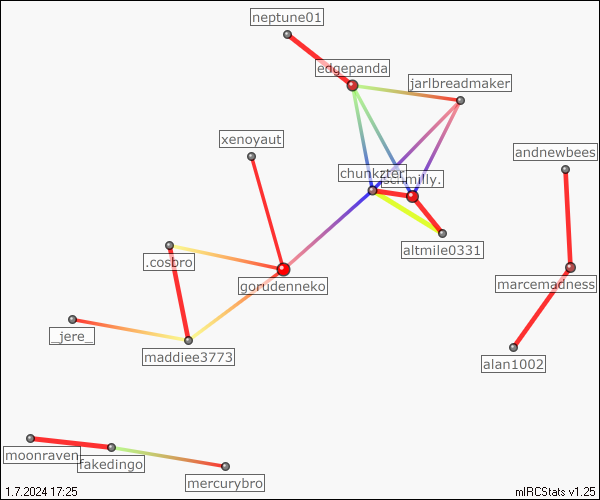 neptune01
edgepanda
jarlbreadmaker
xenoyaut
andnewbees
chunkzter
schmilly.
altmile0331
.cosbro
gorudenneko
marcemadness
_jere_
maddiee3773
alan1002
moonraven
fakedingo
mercurybro
1.7.2024 17:25
mIRCStats v1.25